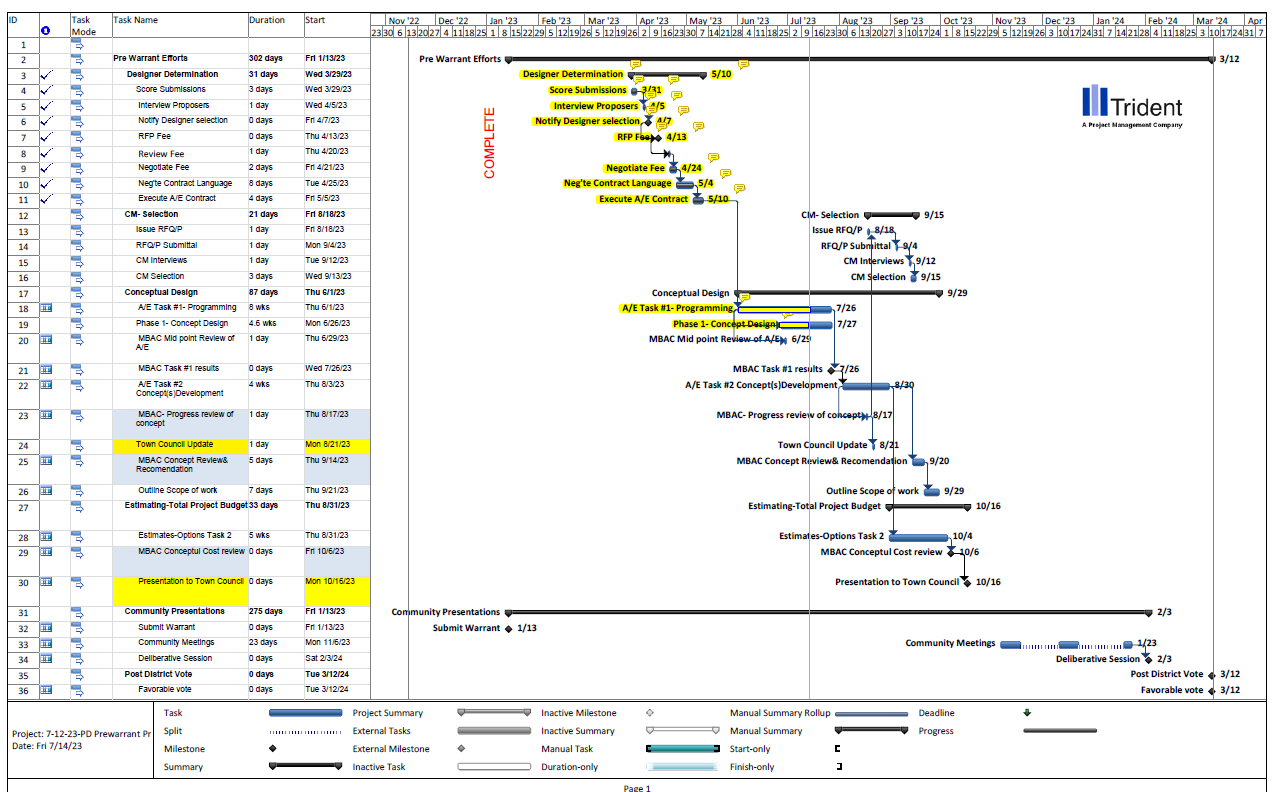 ID Task Mode Task Name Duration Start Nov '22 Dec '22 Jan '23 Feb '23 Mar '23 Apr '23 May '23 Jun '23 Jul '23 Aug '23 Sep '23 Oct '23 Nov '23 Dec '23 Jan '24 Feb '24 Mar '24 Apr
1
2 Pre Warrant Efforts 302 days Fri 1/13/23 Pre Warrant Efforts 3/12
3 Designer Determination 31 days Wed 3/29/23 Designer Determination 5/10
4 Score Submissions 3 days Wed 3/29/23 Score Submissions 3/31
5 Interview Proposers 1 day Wed 4/5/23 Interview Proposers 4/5
6 Notify Designer selection 0 days Fri 4/7/23 Notify Designer selection 4/7
7 RFP Fee 0 days Thu 4/13/23 RFP Fee 4/13
8 Review Fee 1 day Thu 4/20/23
9 Negotiate Fee 2 days Fri 4/21/23 Negotiate Fee 4/24
10 Neg'te Contract Language 8 days Tue 4/25/23 Neg'te Contract Language 5/4
11 Execute A/E Contract 4 days Fri 5/5/23 Execute A/E Contract 5/10
COMPLETE
Trident
A Project Management Company
12 CM- Selection 21 days Fri 8/18/23 CM- Selection 9/15
13 Issue RFQ/P 1 day Fri 8/18/23 Issue RFQ/P 8/18
14 RFQ/P Submittal 1 day Mon 9/4/23 RFQ/P Submittal 9/4
15 CM Interviews 1 day Tue 9/12/23 CM Interviews 9/12
16 CM Selection 3 days Wed 9/13/23 CM Selection 9/15
17 Conceptual Design 87 days Thu 6/1/23 Conceptual Design 9/29
18 A/E Task #1- Programming 8 wks Thu 6/1/23 A/E Task #1- Programming 7/26
19 Phase 1- Concept Design 4.6 wks Mon 6/26/23 Phase 1- Concept Design 7/27
20 MBAC Mid point Review of A/E 1 day Thu 6/29/23 MBAC Mid point Review of A/E 6/29
21 MBAC Task #1 results 0 days Wed 7/26/23 MBAC Task #1 results 7/26
22 A/E Task #2 Concept(s)Development 4 wks Thu 8/3/23 A/E Task #2 Concept(s)Development 8/30
23 MBAC- Progress review of concept 1 day Thu 8/17/23 MBAC- Progress review of concept 8/17
24 Town Council Update 1 day Mon 8/21/23 Town Council Update 8/21
25 MBAC Concept Review& Recomendation 5 days Thu 9/14/23 MBAC Concept Review& Recomendation 9/20
26 Outline Scope of work 7 days Thu 9/21/23 Outline Scope of work 9/29
27 Estimating-Total Project Budget 33 days Thu 8/31/23 Estimating-Total Project Budget 10/16
28 Estimates-Options Task 2 5 wks Thu 8/31/23 Estimates-Options Task 2 10/4
29 MBAC Conceptul Cost review 0 days Fri 10/6/23 MBAC Conceptul Cost review 10/6
30 Presentation to Town Council 0 days Mon 10/16/23 Presentation to Town Council 10/16
31 Community Presentations 275 days Fri 1/13/23 Community Presentations 2/3
32 Submit Warrant 0 days Fri 1/13/23 Submit Warrant 1/13
33 Community Meetings 23 days Mon 11/6/23 Community Meetings 1/23
34 Deliberative Session 0 days Sat 2/3/24 Deliberative Session 2/3
35 Post District Vote 0 days Tue 3/12/24 Post District Vote 3/12
36 Favorable vote 0 days Tue 3/12/24 Favorable vote 3/12
Project: 7-12-23-PD Prewarrant Pr
Date: Fri 7/14/23
Task Project Summary Inactive Milestone Manual Summary Rollup Deadline
Split External Tasks Inactive Summary Manual Summary Progress
Milestone External Milestone Manual Task Start-only
Summary Inactive Task Duration-only Finish-only
Page 1